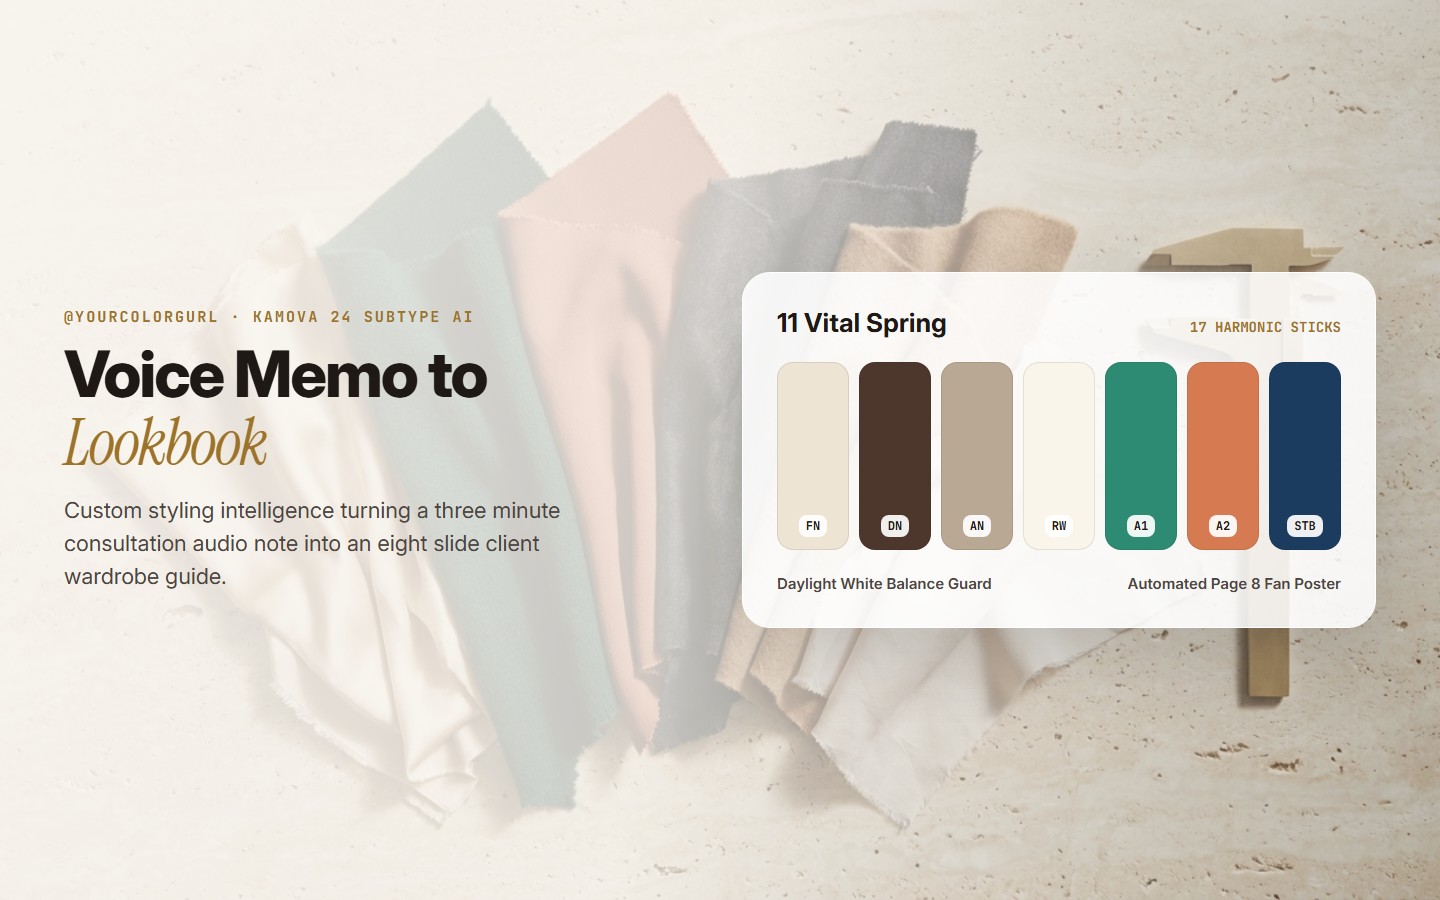 @YOURCOLORGURL · KAMOVA 24 SUBTYPE AI
Voice Memo to
Lookbook
Custom styling intelligence turning a three minute
consultation audio note into an eight slide client
wardrobe guide.
11 Vital Spring
17 HARMONIC STICKS
FN
DN
AN
RW
A1
A2
STB
Daylight White Balance Guard
Automated Page 8 Fan Poster